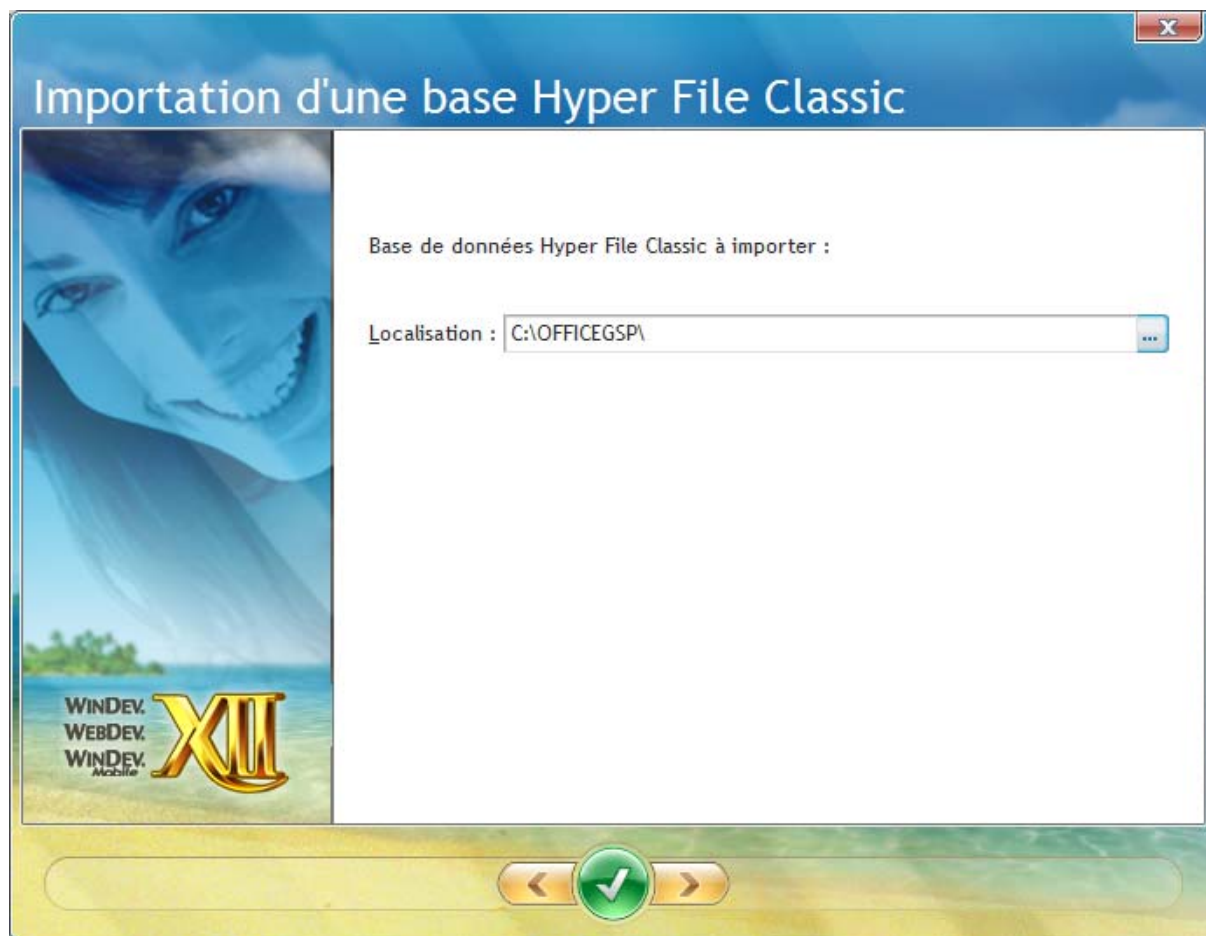 X
Importation d'une base Hyper File Classic
Base de données Hyper File Classic à importer :
Localisation : C:\OFFICEGSP\ ...
WINDEV.
WEBDEV.
WINDEV.
Mobile
XII